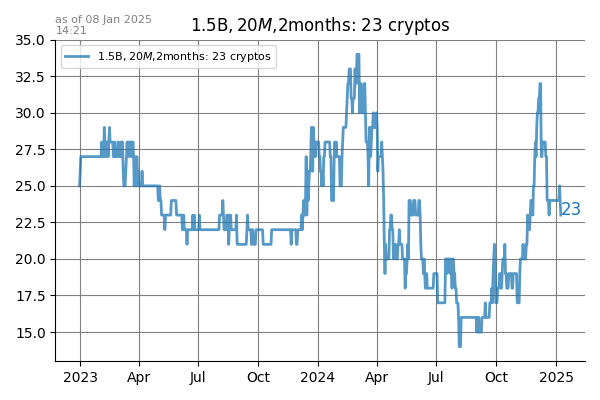 as of 08 Jan 2025
14:21
1.5B, 20M,2months: 23 cryptos
1.5B, 20M,2months: 23 cryptos
35.0
32.5
30.0
27.5
25.0
22.5
20.0
17.5
15.0
23
2023 Apr Jul Oct 2024 Apr Jul Oct 2025